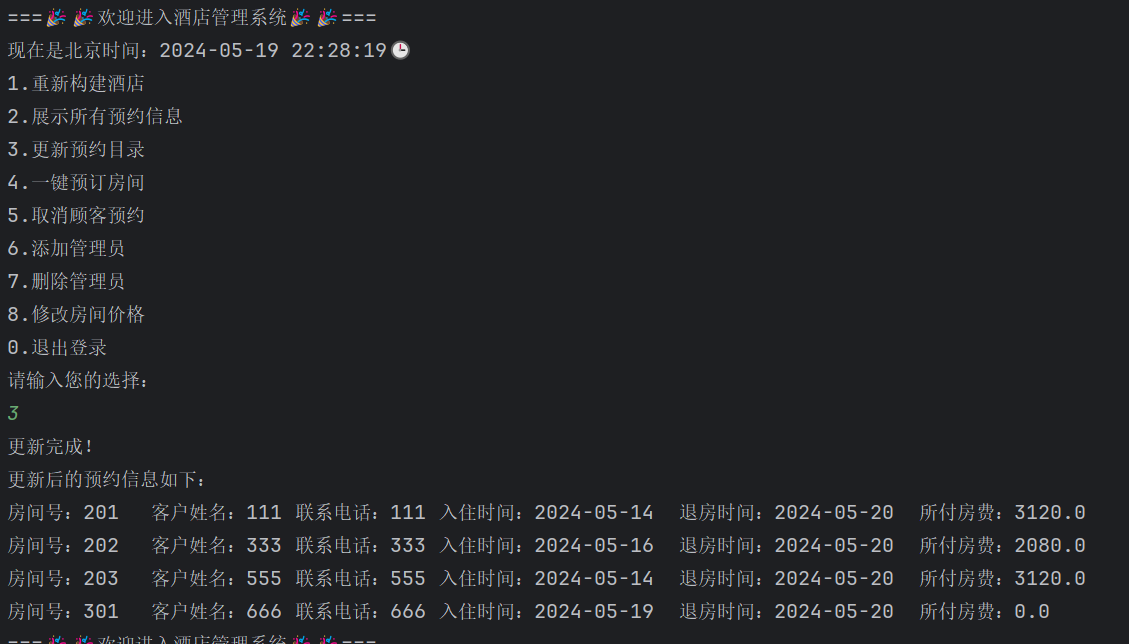 ===🎉🎉欢迎进入酒店管理系统🎉🎉===
现在是北京时间：2024-05-19 22:28:19🕒
1.重新构建酒店
2.展示所有预约信息
3.更新预约目录
4.一键预订房间
5.取消顾客预约
6.添加管理员
7.删除管理员
8.修改房间价格
0.退出登录
请输入您的选择：
3
更新完成！
更新后的预约信息如下：
房间号：201 客户姓名：111 联系电话：111 入住时间：2024-05-14 退房时间：2024-05-20 所付房费：3120.0
房间号：202 客户姓名：333 联系电话：333 入住时间：2024-05-16 退房时间：2024-05-20 所付房费：2080.0
房间号：203 客户姓名：555 联系电话：555 入住时间：2024-05-14 退房时间：2024-05-20 所付房费：3120.0
房间号：301 客户姓名：666 联系电话：666 入住时间：2024-05-19 退房时间：2024-05-20 所付房费：0.0
===🎉🎉欢迎进入酒店管理系统🎉🎉===